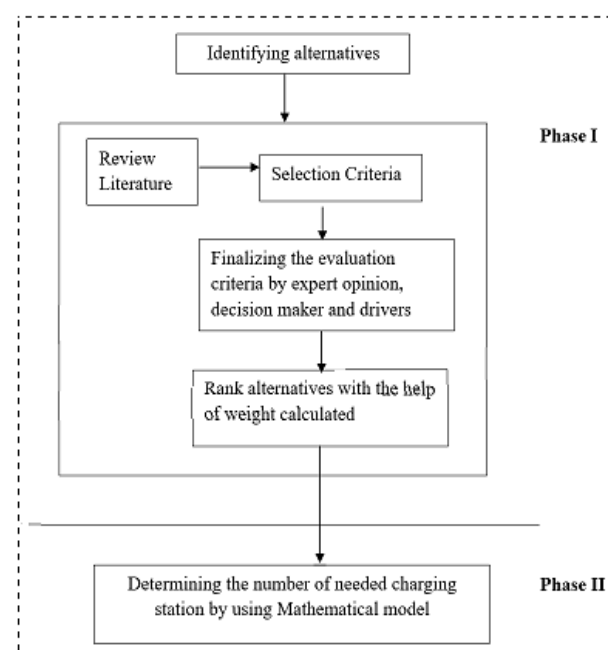 Identifying alternatives
Phase I
Review
Literature
Selection Criteria
Finalizing the evaluation
criteria by expert opinion,
decision maker and drivers
Rank alternatives with the help
of weight calculated
Determining the number of needed charging
station by using Mathematical model
Phase II